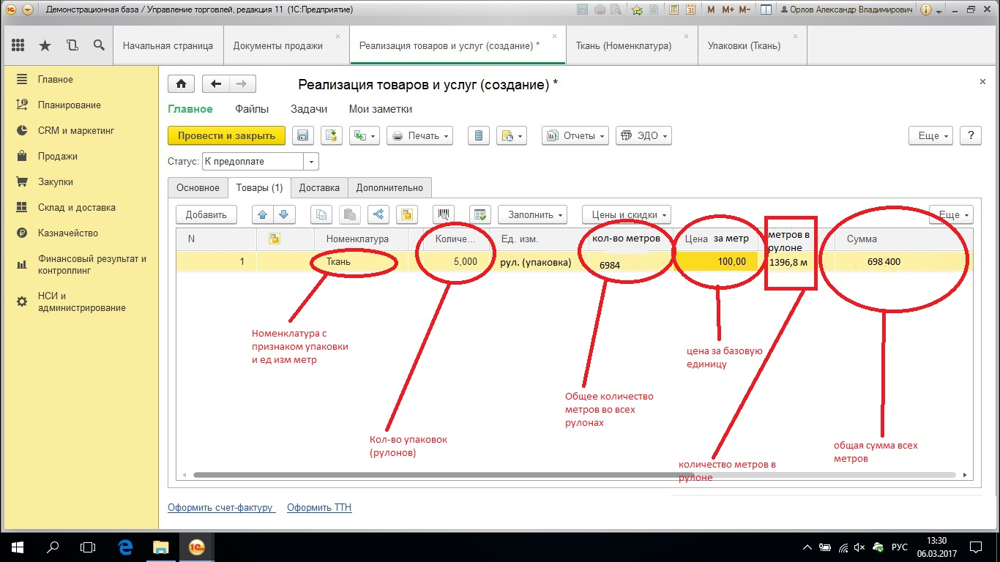 Демонстрационная база / Управление торговлей, редакция 11 (1С:Предприятие)
M M+ M- Орлов Александр Владимирович
Начальная страница Документы продажи Реализация товаров и услуг (создание) * Ткань (Номенклатура) Упаковки (Ткань)
Главное
Планирование
CRM и маркетинг
Продажи
Закупки
Склад и доставка
Казначейство
Финансовый результат и
контроллинг
НСИ и
администрирование
Реализация товаров и услуг (создание) *
Главное Файлы Задачи Мои заметки
Провести и закрыть Печать Отчеты ЭДО Еще ?
Статус: К предоплате
Основное Товары (1) Доставка Дополнительно
Добавить Заполнить Цены и скидки Еще
N Номенклатура Количе... Ед. изм. кол-во метров Цена за метр метров в
рулоне Сумма
1 Ткань 5,000 рул. (упаковка) 6984 100,00 1396,8 м 698 400
Номенклатура с
признаком упаковки
и ед изм метр
Кол-во упаковок
(рулонов)
Общее количество
метров во всех
рулонах
цена за базовую
единицу
количество метров в
рулоне
общая сумма всех
метров
Оформить счет-фактуру Оформить ТТН
РУС
13:30
06.03.2017